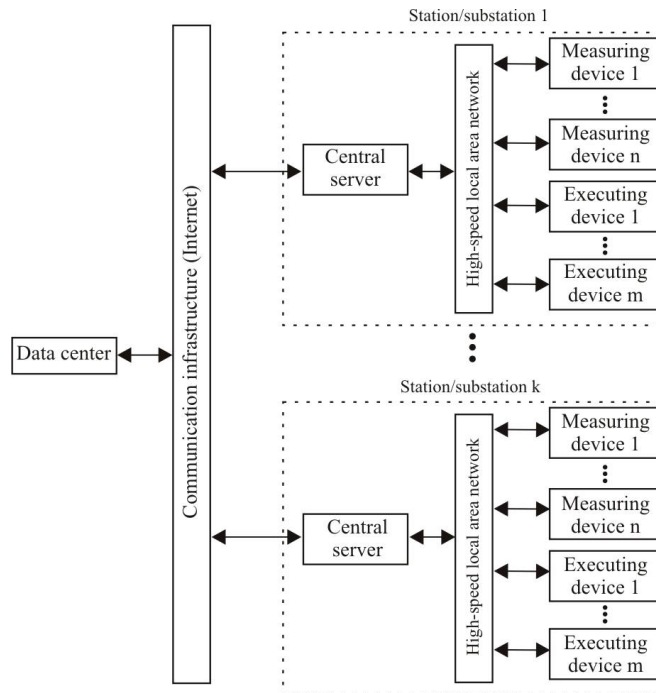 Station/substation 1
Measuring
device 1
Measuring
device n
Central
server
High-speed local area network
Executing
device 1
Executing
device m
Communication infrastructure (Internet)
Data center
Station/substation k
Measuring
device 1
Measuring
device n
Central
server
High-speed local area network
Executing
device 1
Executing
device m